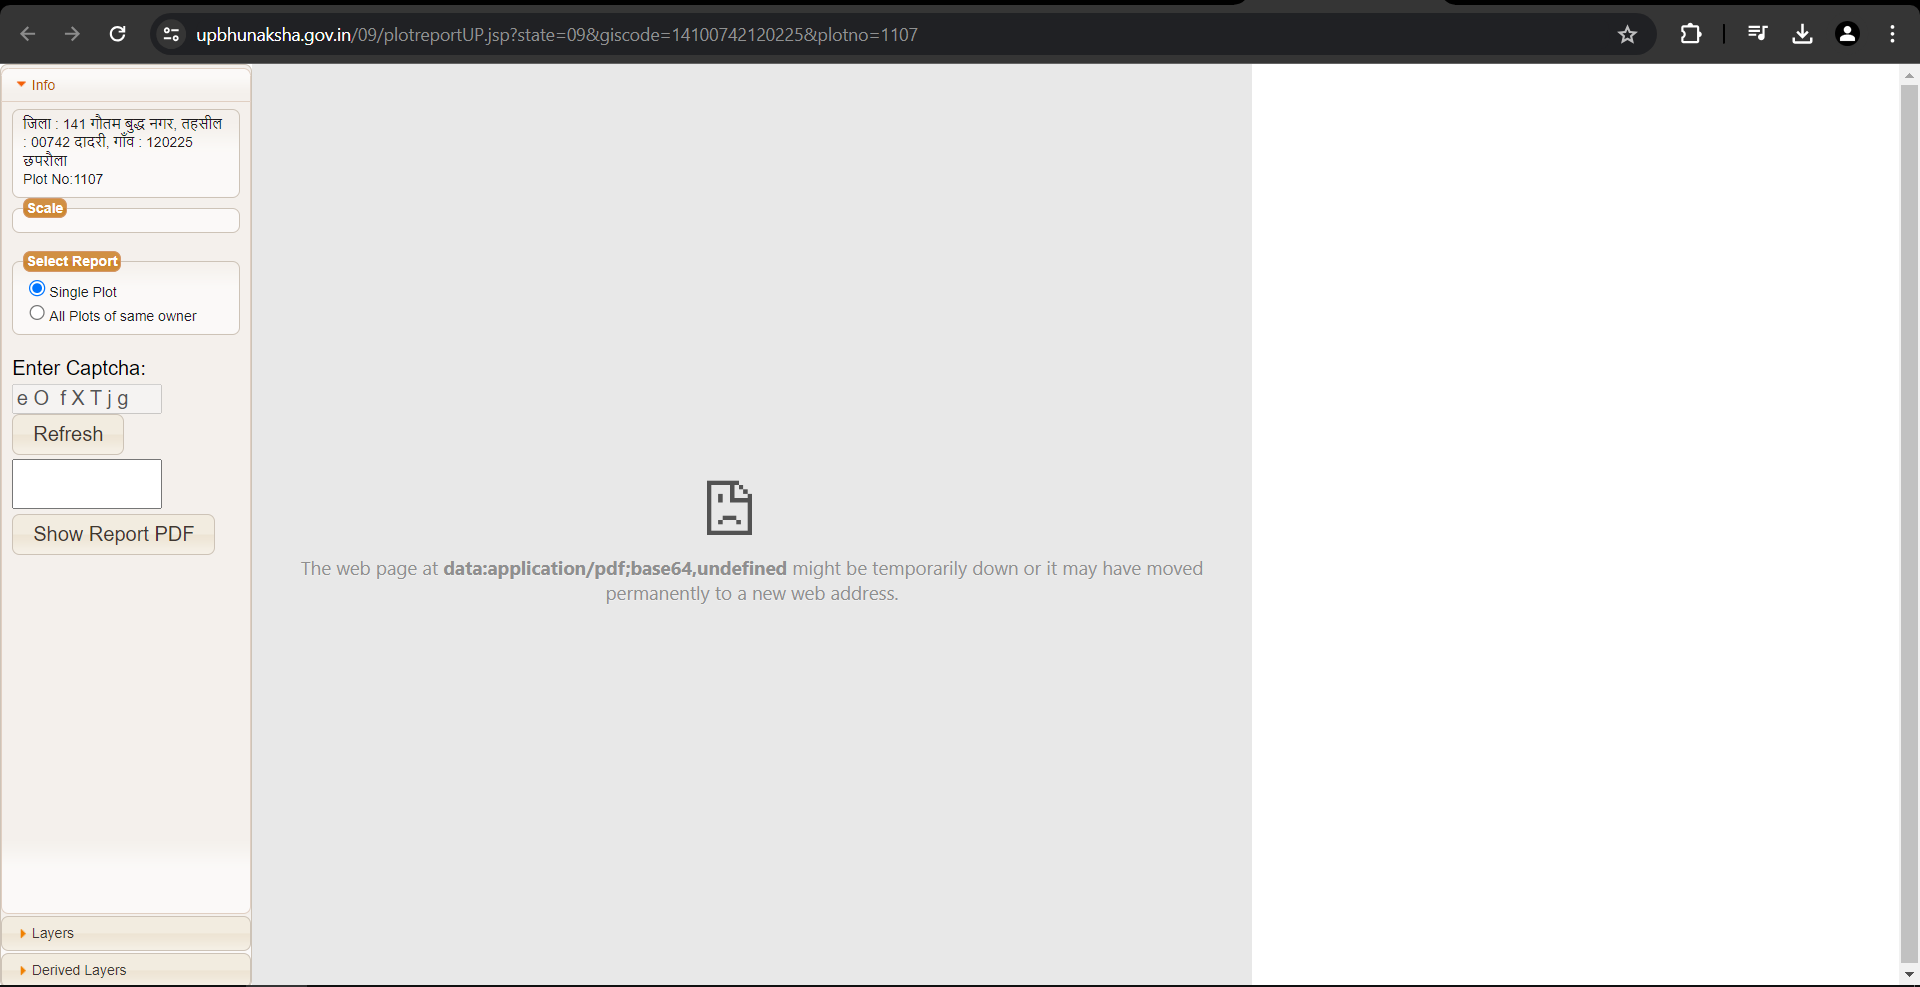 upbhunaksha.gov.in/09/plotreportUP.jsp?state=09&giscode=14100742120225&plotno=1107
Info
जिला : 141 गौतम बुद्ध नगर, तहसील
: 00742 दादरी, गाँव : 120225
छपरौला
Plot No:1107
Scale
Select Report
Single Plot
All Plots of same owner
Enter Captcha:
e O  f X T j g
Refresh
Show Report PDF
Layers
Derived Layers
The web page at data:application/pdf;base64,undefined might be temporarily down or it may have moved
permanently to a new web address.